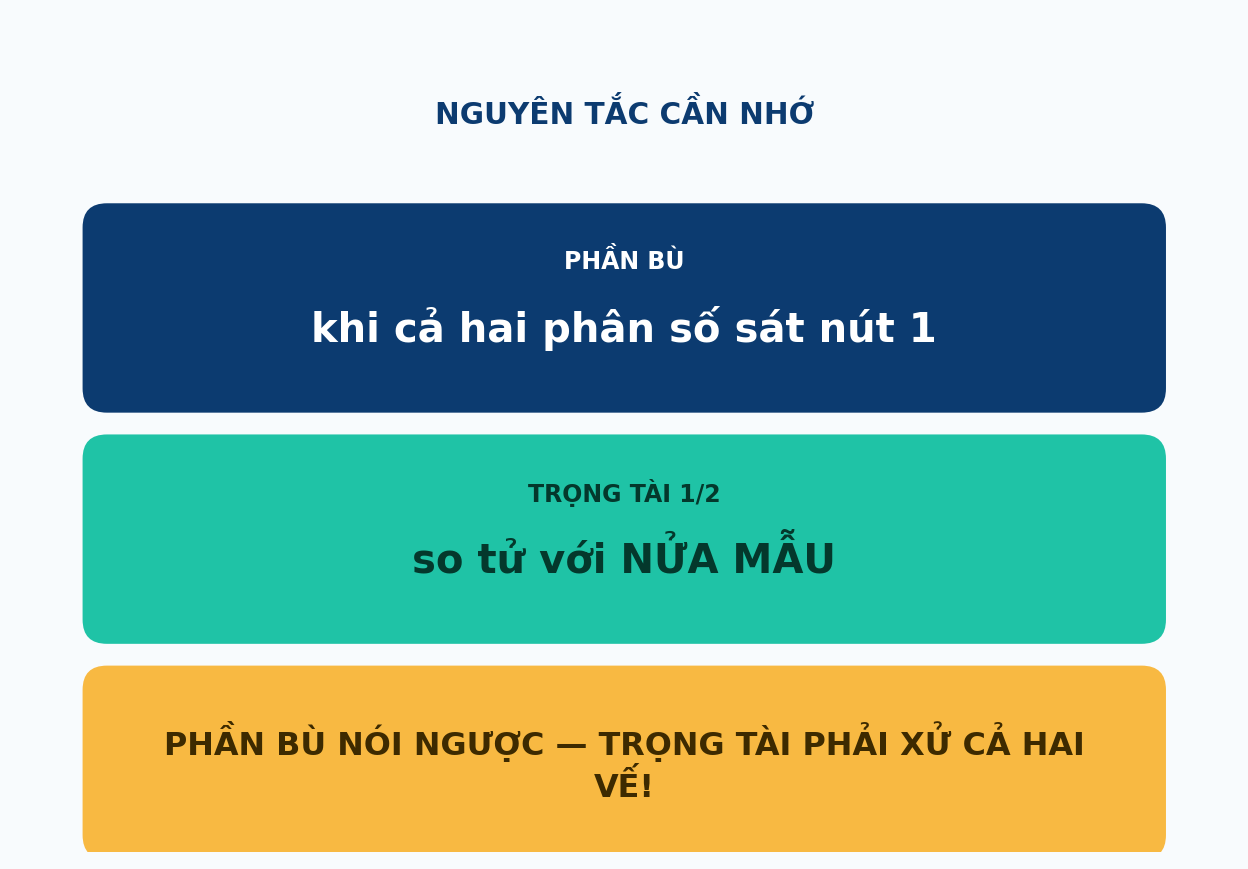 NGUYÊN TẮC CẦN NHỚ
PHẦN BÙ
khi cả hai phân số sát nút 1
TRỌNG TÀI 1/2
so tử với NỬA MẪU
PHẦN BÙ NÓI NGƯỢC — TRỌNG TÀI PHẢI XỬ CẢ HAI
VẾ!